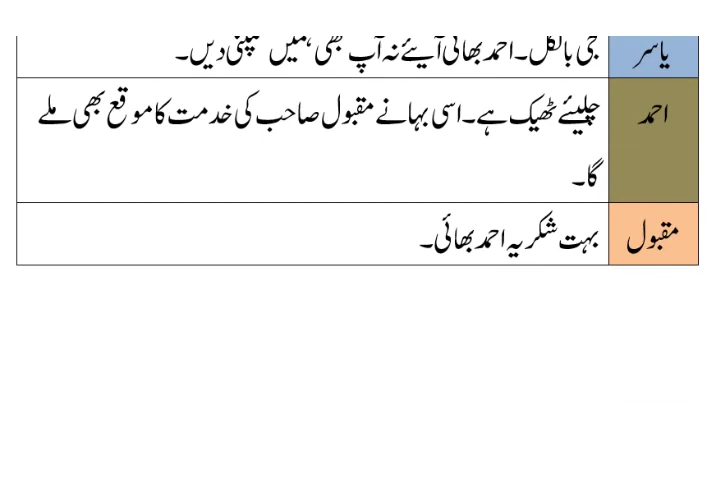 یاسر جی بالکل۔ احمد بھائی آیئے نہ آپ بھی ہمیں کمپنی دیں۔
احمد چلیئے ٹھیک ہے۔ اسی بہانے مقبول صاحب کی خدمت کا موقع بھی ملے
گا۔
مقبول بہت شکریہ احمد بھائی۔